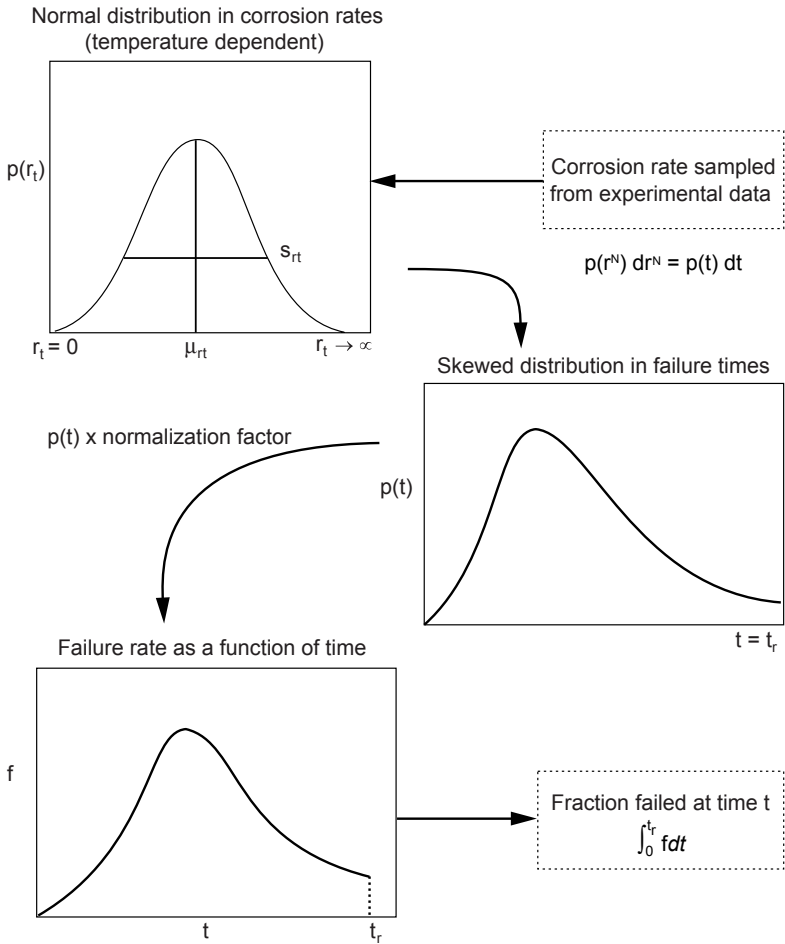 Normal distribution in corrosion rates
(temperature dependent)
p(rₜ)
sᵣₜ
rₜ = 0
μᵣₜ
rₜ → ∝
Corrosion rate sampled
from experimental data
p(rᴺ) drᴺ = p(t) dt
Skewed distribution in failure times
p(t) x normalization factor
p(t)
t = tᵣ
Failure rate as a function of time
f
t
tᵣ
Fraction failed at time t
∫₀^tᵣ fdt